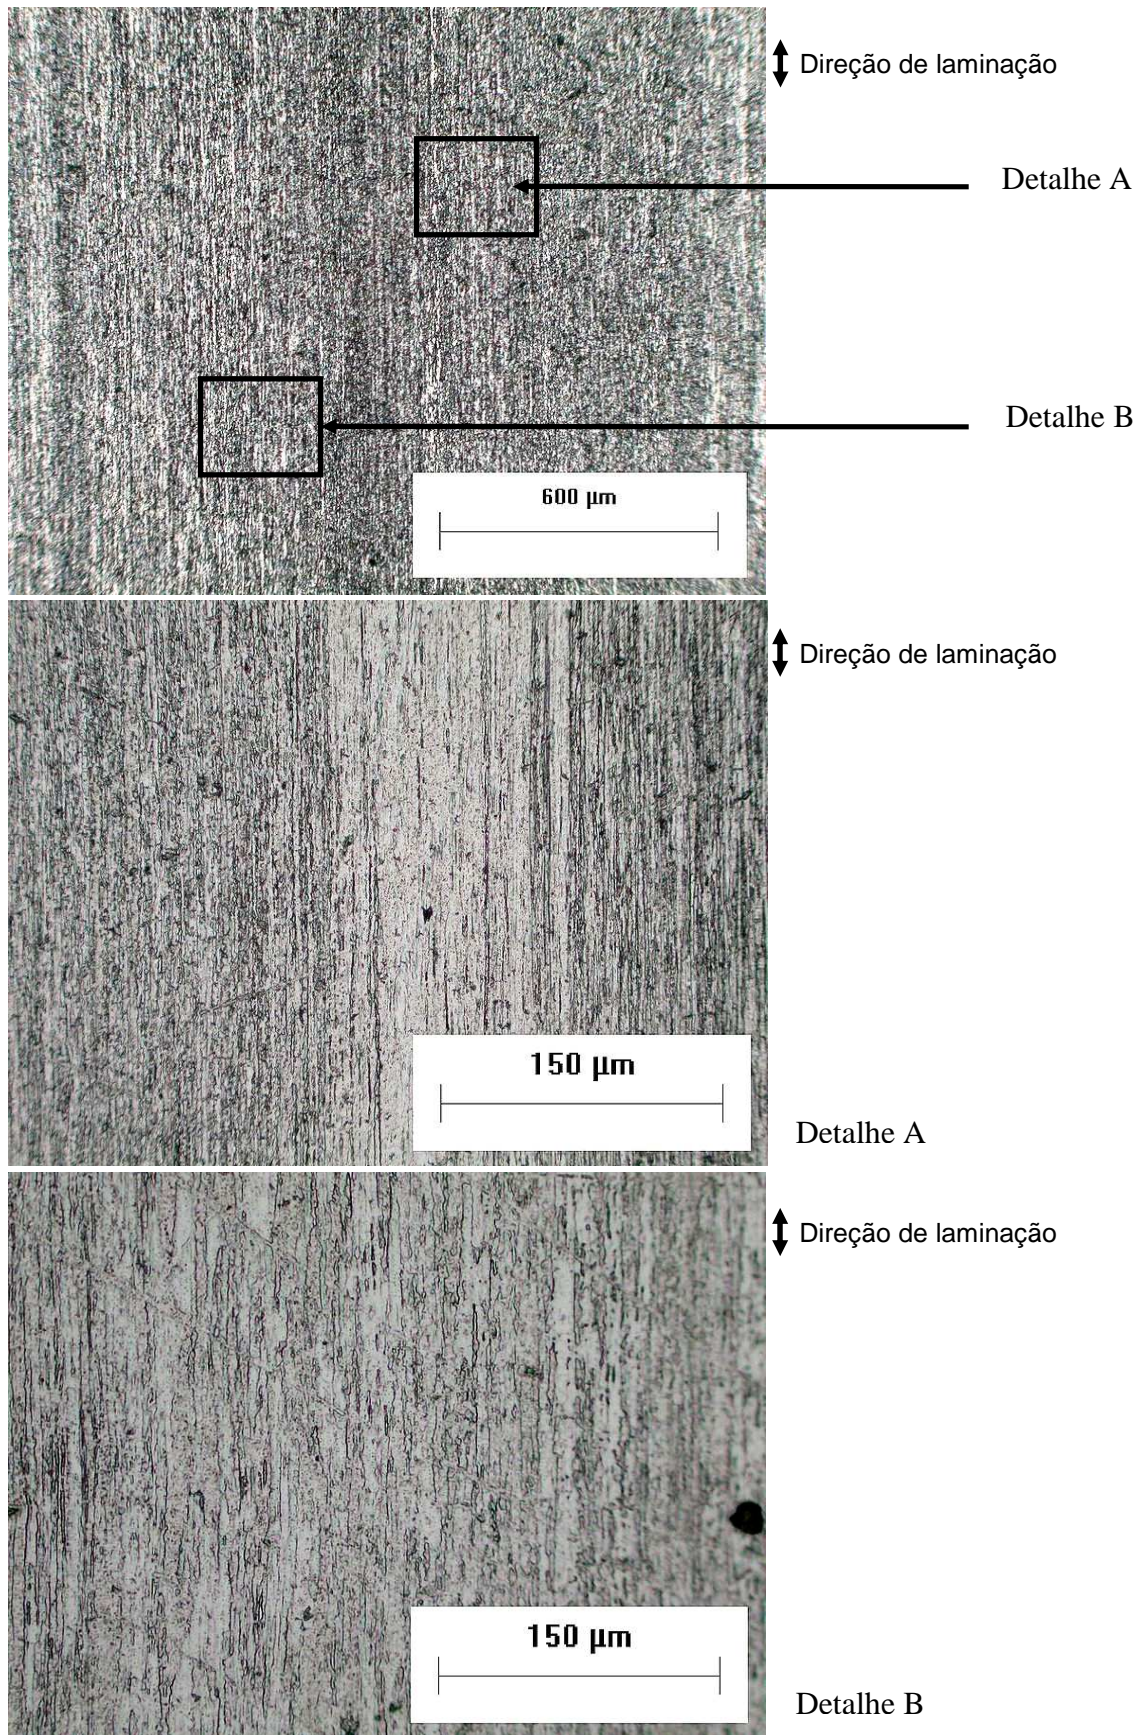 Direção de laminação
Detalhe A
Detalhe B
600 µm
Direção de laminação
150 µm
Detalhe A
Direção de laminação
150 µm
Detalhe B